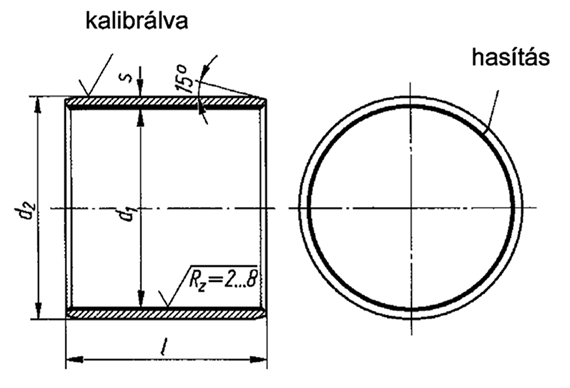 kalibrálva
s
15°
hasítás
d₂
d₁
Rz=2...8
l